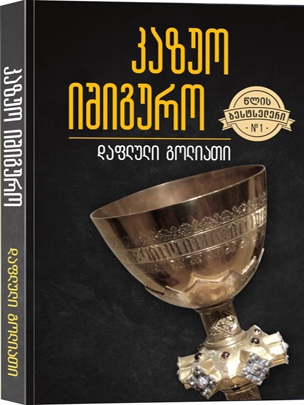 კაზუო
იშიგურო
წლის
ბესტსელერი
№1
დაფლული გოლიათი
კაზუო იშიგურო
დაფლული გოლიათი